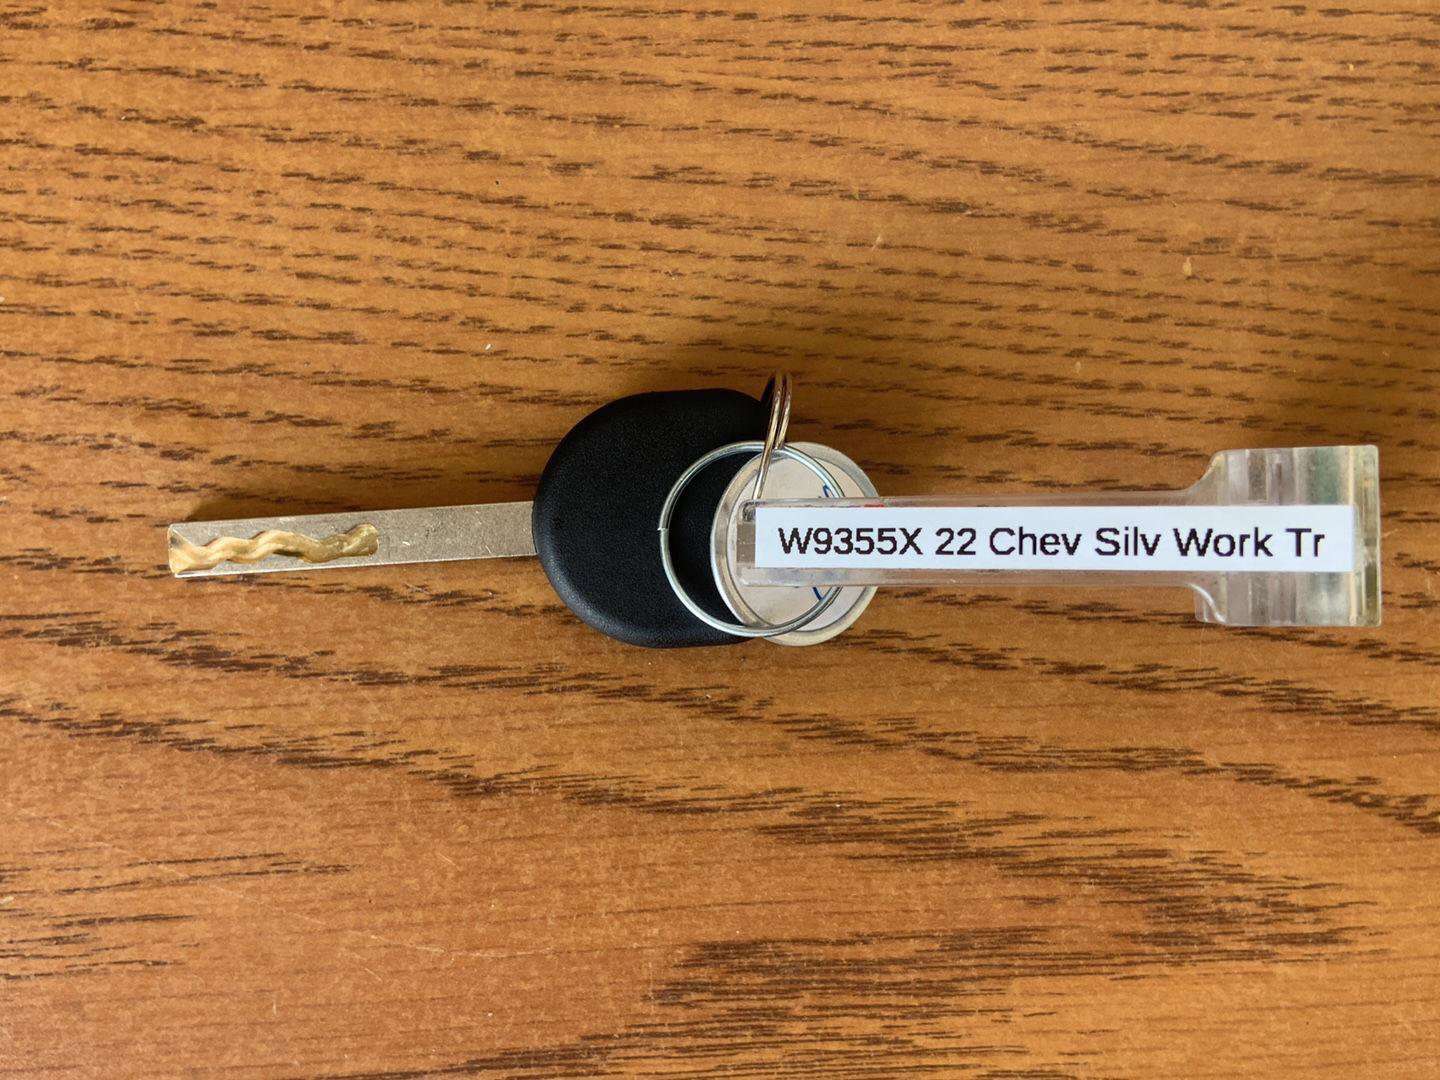 W9355X 22 Chev Silv Work Tr